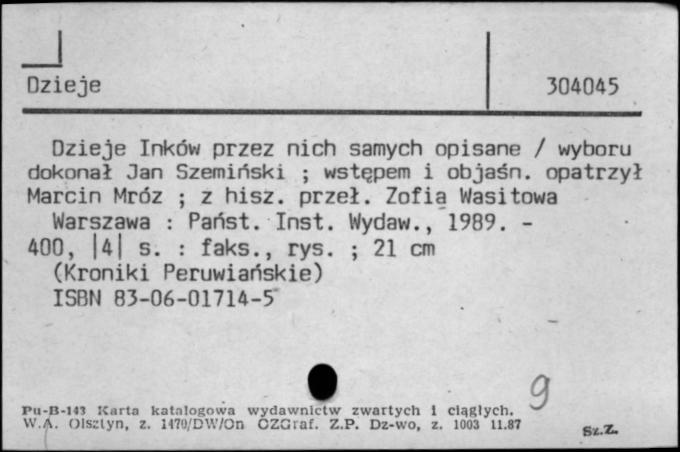 Dzieje 304045
Dzieje Inków przez nich samych opisane / wyboru
dokonał Jan Szemiński ; wstępem i objaśn. opatrzył
Marcin Mróz ; z hisz. przeł. Zofia Wasitowa
Warszawa : Państ. Inst. Wydaw., 1989. -
400, |4| s. : faks., rys. ; 21 cm
(Kroniki Peruwiańskie)
ISBN 83-06-01714-5
9
Pu-B-143 Karta katalogowa wydawnictw zwartych i ciągłych.
W.A. Olsztyn, z. 1470/DW/On OZGraf. Z.P. Dz-wo, z. 1003 11.87
Sz.Z.